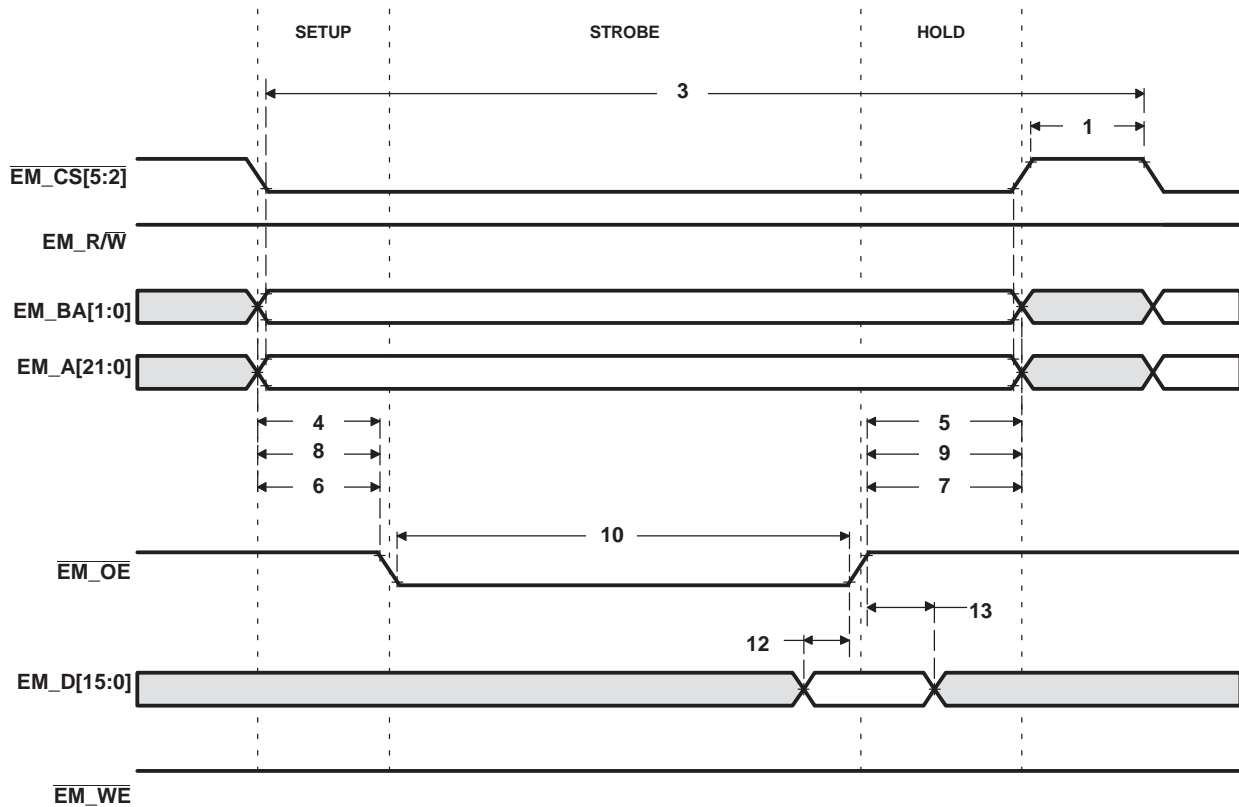 SETUP STROBE HOLD
3
1
EM_CS[5:2]
EM_R/W
EM_BA[1:0]
EM_A[21:0]
4 5
8 9
6 7
10
EM_OE
13
12
EM_D[15:0]
EM_WE